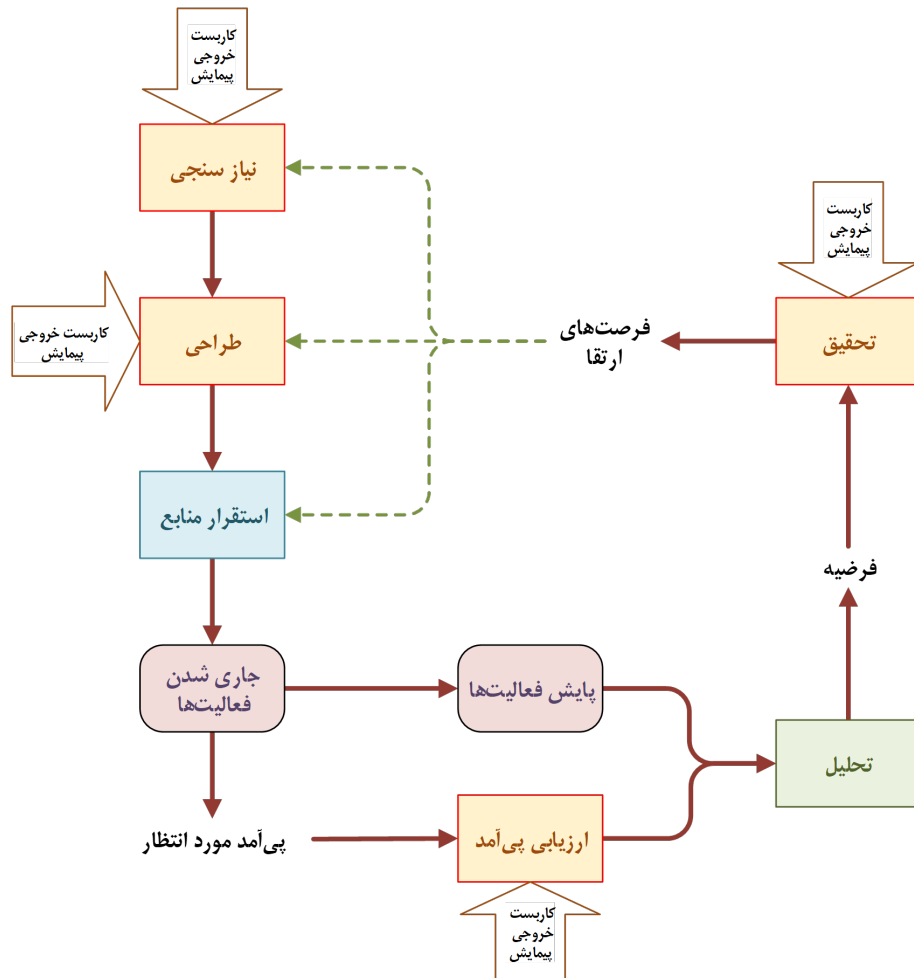 کاربست
خروجی
پیمایش
نیاز سنجی
کاربست
خروجی
پیمایش
کاربست خروجی
پیمایش
طراحی
فرصت‌های
ارتقا
تحقیق
استقرار منابع
فرضیه
جاری شدن
فعالیت‌ها
پایش فعالیت‌ها
تحلیل
پی‌آمد مورد انتظار
ارزیابی پی‌آمد
کاربست
خروجی
پیمایش